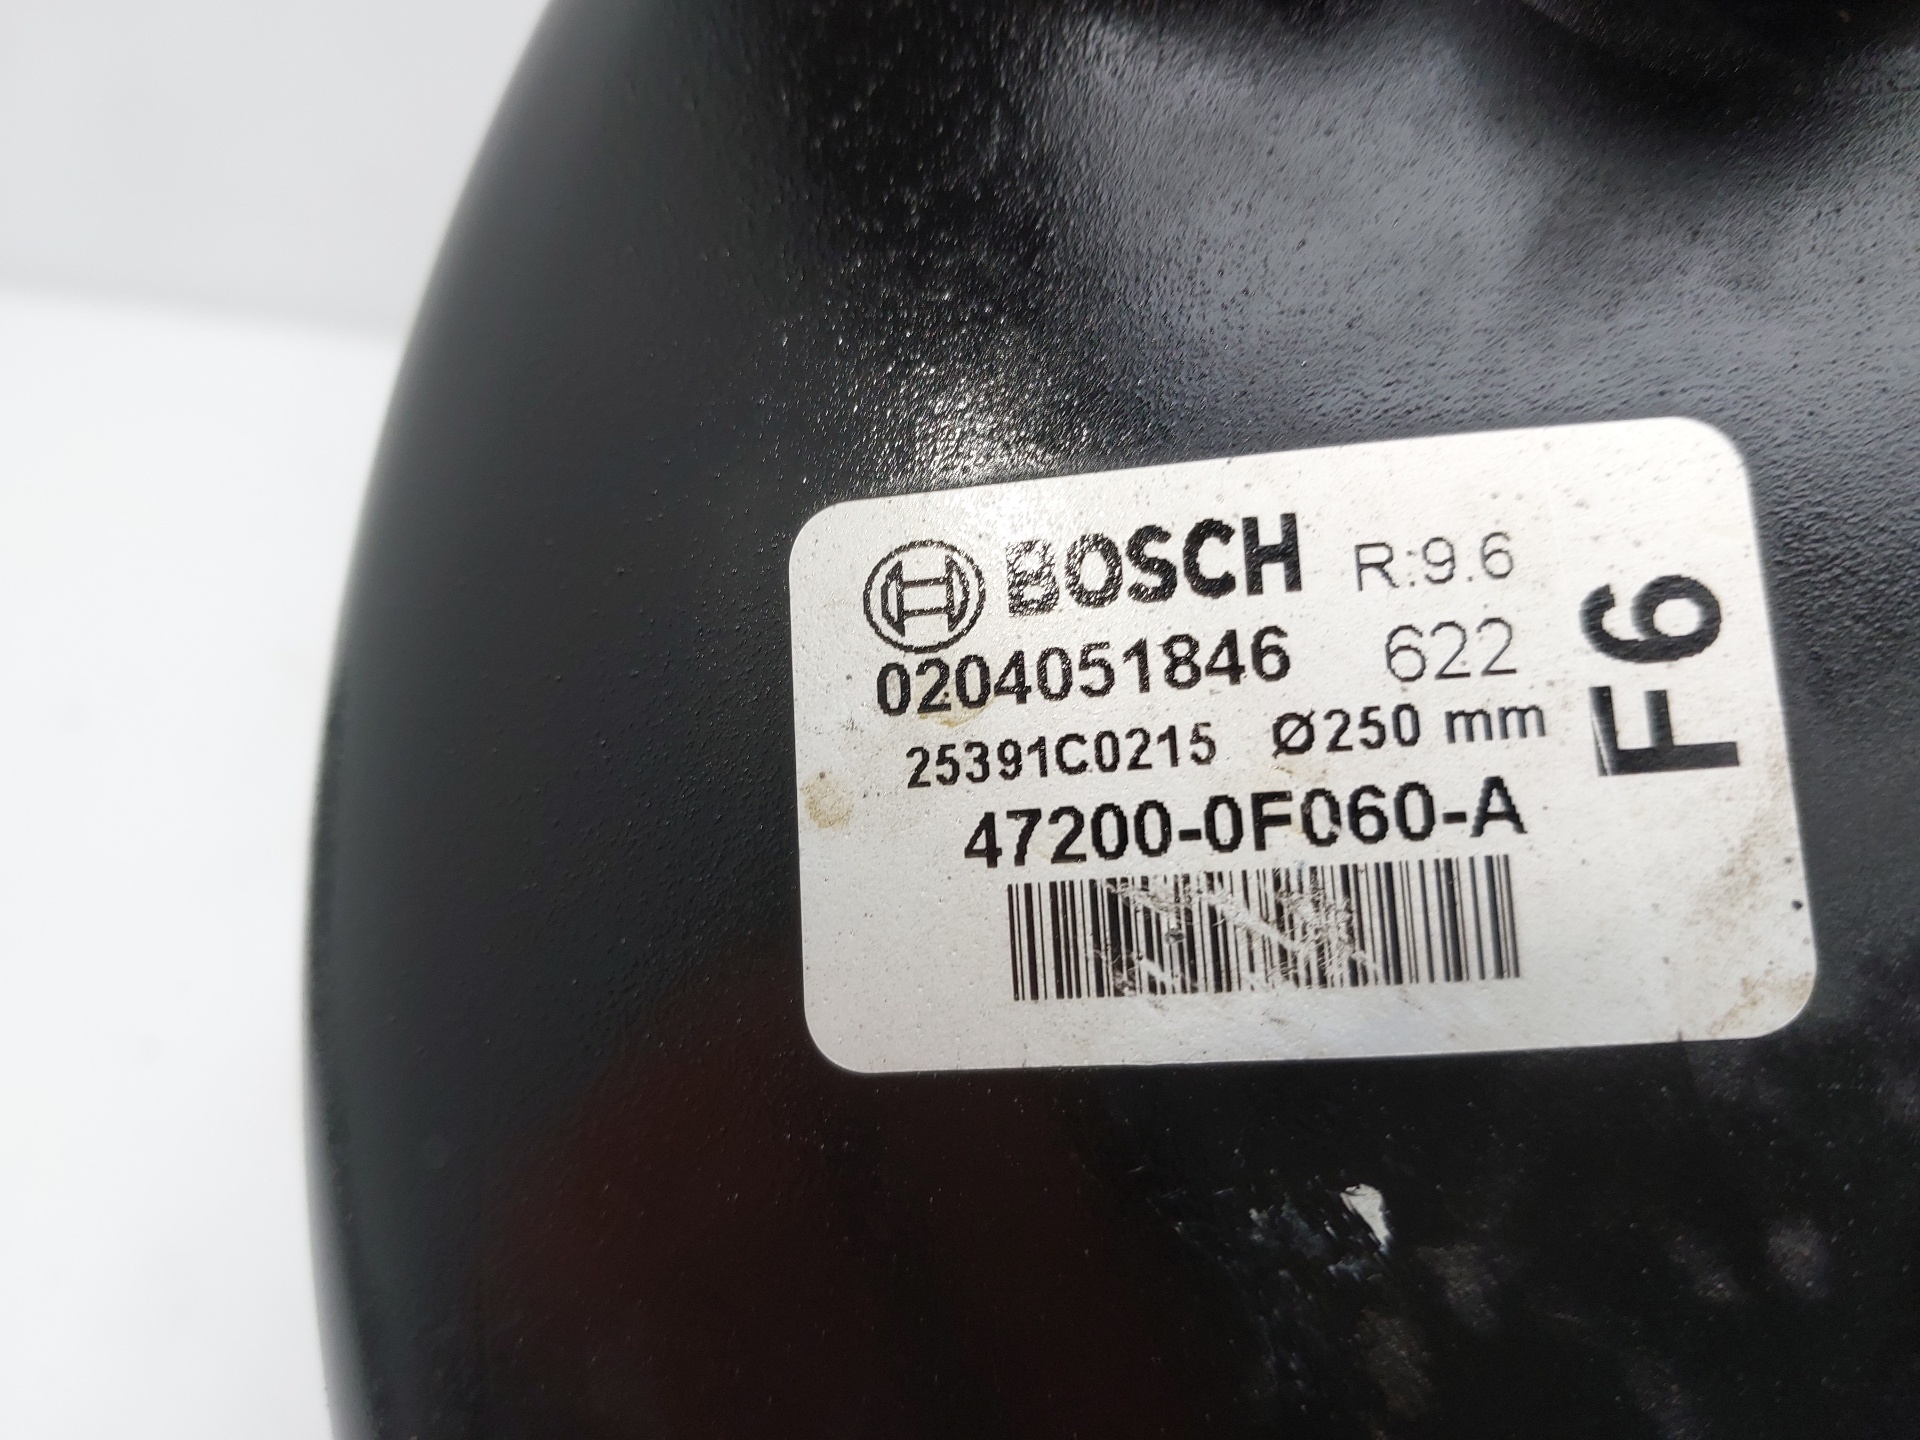 BOSCH R:9.6
0204051846 622
25391C0215 Ø250 mm
47200-0F060-A
F6